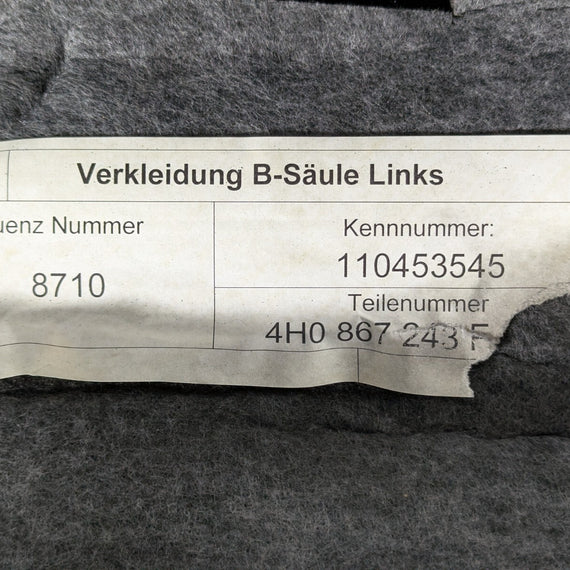 Verkleidung B-Säule Links
uenz Nummer
8710
Kennnummer:
110453545
Teilenummer
4H0 867 243 F